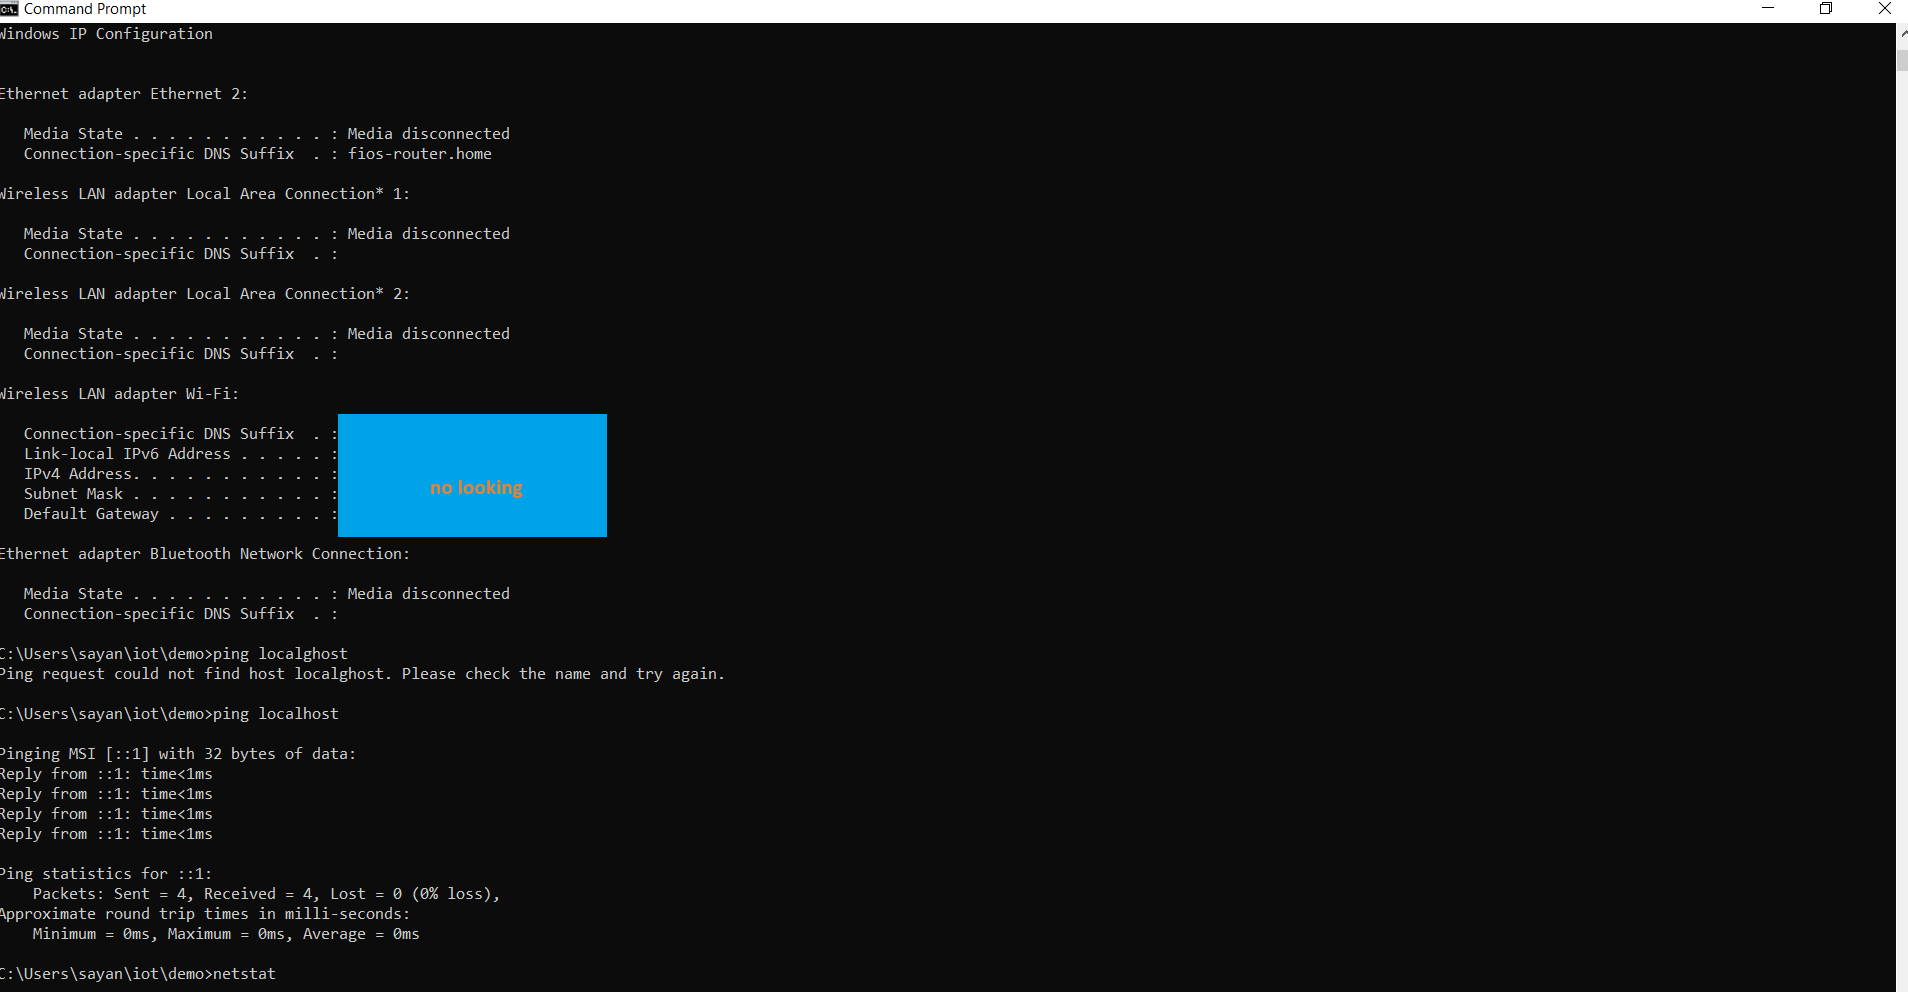 Command Prompt
Windows IP Configuration
Ethernet adapter Ethernet 2:
Media State . . . . . . . . . . . : Media disconnected
Connection-specific DNS Suffix  . : fios-router.home
Wireless LAN adapter Local Area Connection* 1:
Media State . . . . . . . . . . . : Media disconnected
Connection-specific DNS Suffix  . :
Wireless LAN adapter Local Area Connection* 2:
Media State . . . . . . . . . . . : Media disconnected
Connection-specific DNS Suffix  . :
Wireless LAN adapter Wi-Fi:
Connection-specific DNS Suffix  . :
Link-local IPv6 Address . . . . . :
IPv4 Address. . . . . . . . . . . :
no looking
Subnet Mask . . . . . . . . . . . :
Default Gateway . . . . . . . . . :
Ethernet adapter Bluetooth Network Connection:
Media State . . . . . . . . . . . : Media disconnected
Connection-specific DNS Suffix  . :
C:\Users\sayan\iot\demo>ping localghost
Ping request could not find host localghost. Please check the name and try again.
C:\Users\sayan\iot\demo>ping localhost
Pinging MSI [::1] with 32 bytes of data:
Reply from ::1: time<1ms
Reply from ::1: time<1ms
Reply from ::1: time<1ms
Reply from ::1: time<1ms
Ping statistics for ::1:
Packets: Sent = 4, Received = 4, Lost = 0 (0% loss),
Approximate round trip times in milli-seconds:
Minimum = 0ms, Maximum = 0ms, Average = 0ms
C:\Users\sayan\iot\demo>netstat